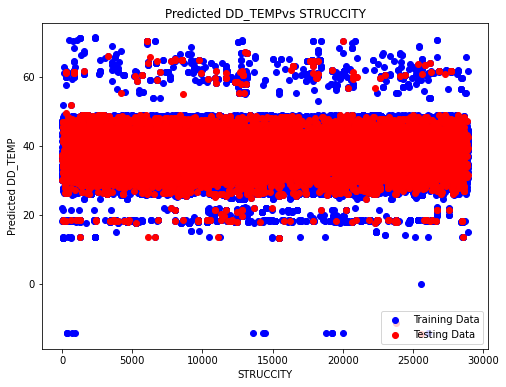 Predicted DD_TEMPvs STRUCCITY
Predicted DD_TEMP
60
40
20
0
0
5000
10000
15000
20000
25000
30000
STRUCCITY
Training Data
Testing Data